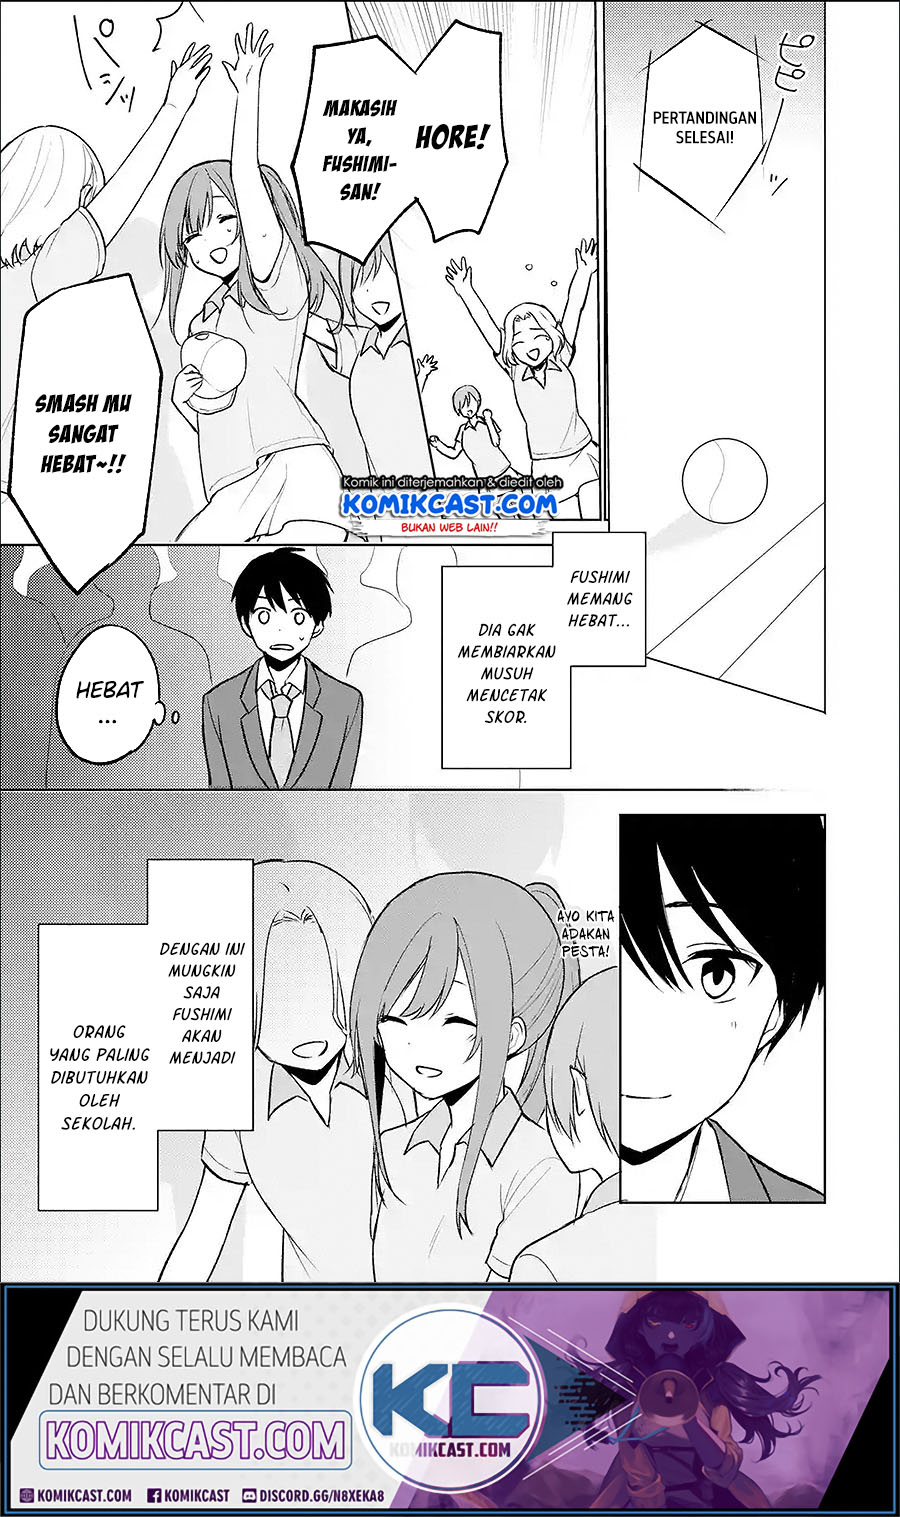 PERTANDINGAN
SELESAI!
HORE!
MAKASIH
YA,
FUSHIMI-
SAN!
SMASH MU
SANGAT
HEBAT~!!
Komik ini diterjemahkan & diedit oleh
KOMIKCAST.COM
BUKAN WEB LAIN!!
FUSHIMI
MEMANG
HEBAT...
DIA GAK
MEMBIARKAN
MUSUH
MENCETAK
SKOR.
HEBAT
...
AYO KITA
ADAKAN
PESTA!
DENGAN INI
MUNGKIN
SAJA
FUSHIMI
AKAN
MENJADI
ORANG
YANG PALING
DIBUTUHKAN
OLEH
SEKOLAH.
DUKUNG TERUS KAMI
DENGAN SELALU MEMBACA
DAN BERKOMENTAR DI
KOMIKCAST.COM
KC
KOMIKCAST.COM
KOMIKCAST.COM
KOMIKCAST
DISCORD.GG/N8XEKA8